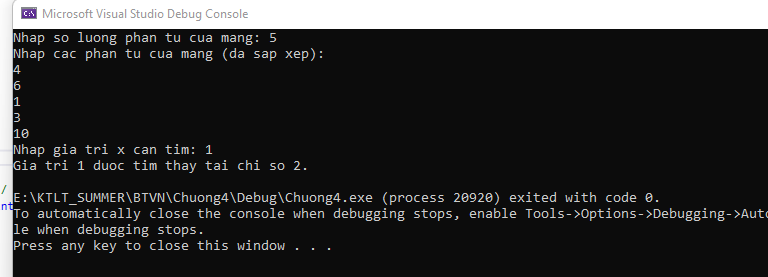 Microsoft Visual Studio Debug Console
Nhap so luong phan tu cua mang: 5
Nhap cac phan tu cua mang (da sap xep):
4
6
1
3
10
Nhap gia tri x can tim: 1
Gia tri 1 duoc tim thay tai chi so 2.
E:\KTLT_SUMMER\BTVN\Chuong4\Debug\Chuong4.exe (process 20920) exited with code 0.
To automatically close the console when debugging stops, enable Tools->Options->Debugging->Auto
le when debugging stops.
Press any key to close this window . . .